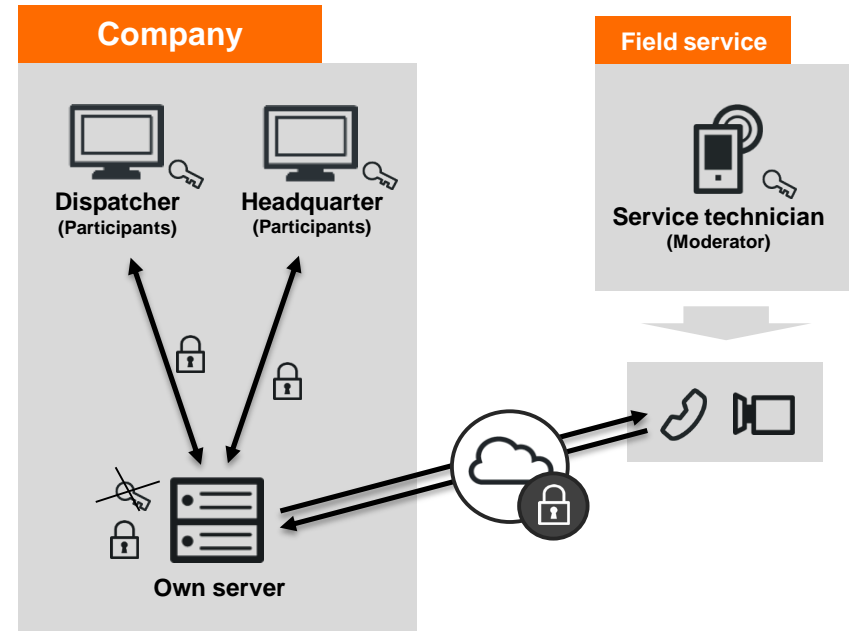 Company
Field service
Dispatcher
(Participants)
Headquarter
(Participants)
Service technician
(Moderator)
Own server